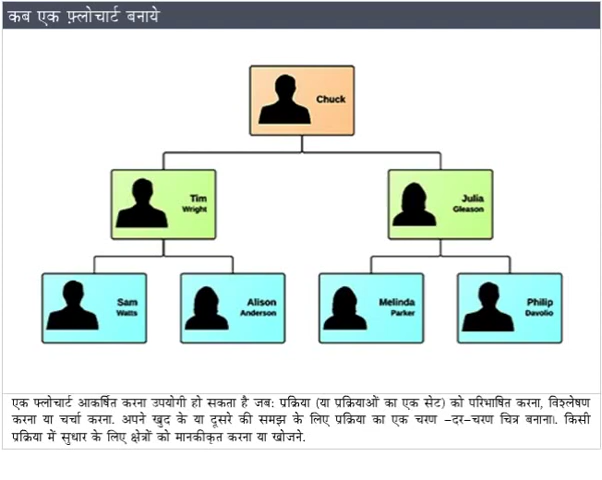 कब एक फ़्लोचार्ट बनाये
Chuck
Tim
Wright
Julia
Gleason
Sam
Watts
Alison
Anderson
Melinda
Parker
Philip
Davolio
एक फ्लोचार्ट आकर्षित करना उपयोगी हो सकता है जब: प्रक्रिया (या प्रक्रियाओं का एक सेट) को परिभाषित करना, विश्लेषण
करना या चर्चा करना. अपने खुद के या दूसरे की समझ के लिए प्रक्रिया का एक चरण –दर–चरण चित्र बनाना।. किसी
प्रक्रिया में सुधार के लिए क्षेत्रों को मानकीकृत करना या खोजने.